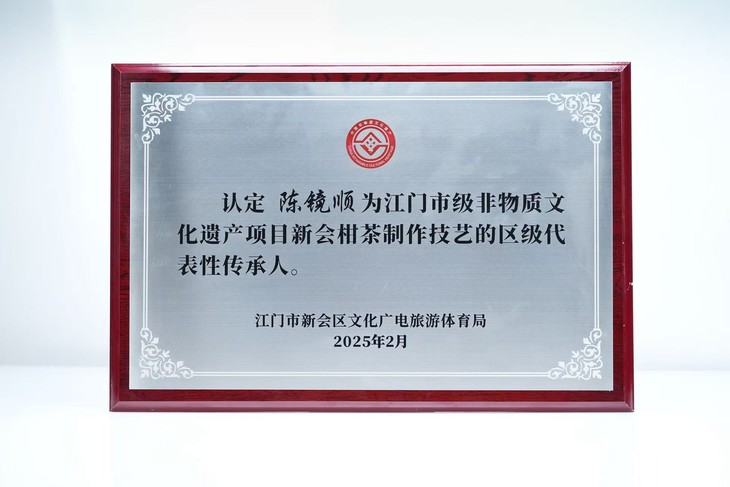 认定 陈镜顺 为江门市级非物质文
化遗产项目新会柑茶制作技艺的区级代
表性传承人。
江门市新会区文化广电旅游体育局
2025年2月